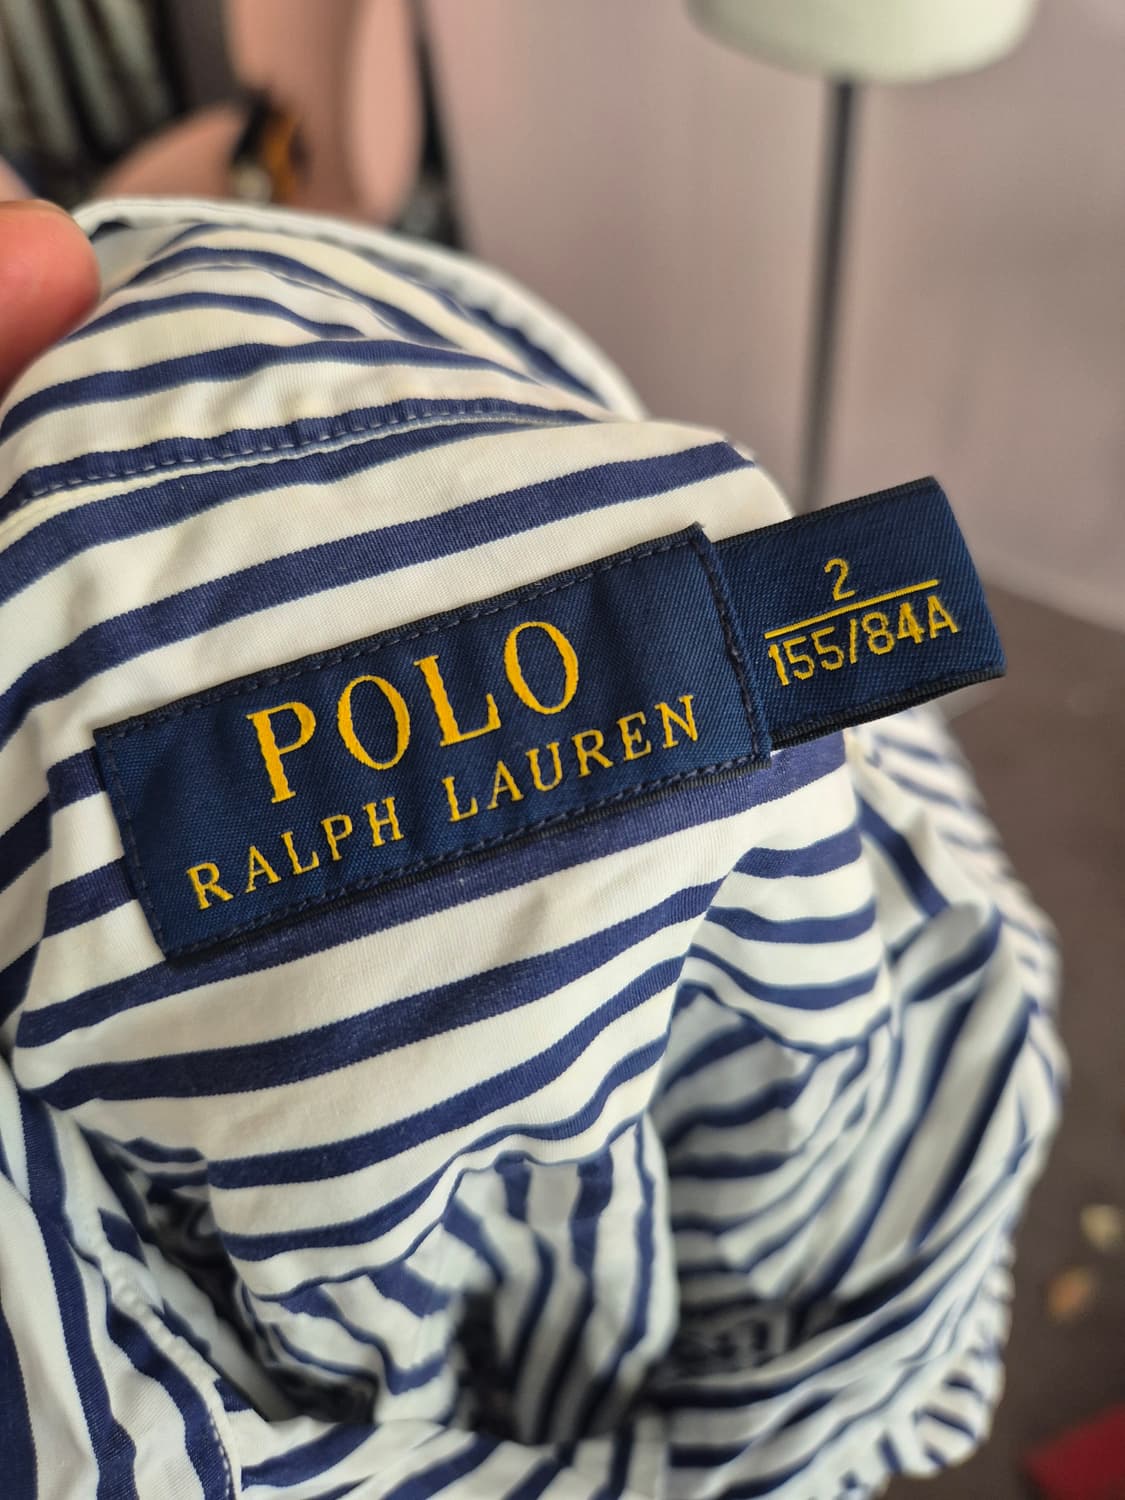 POLO
RALPH LAUREN
2
155/84A